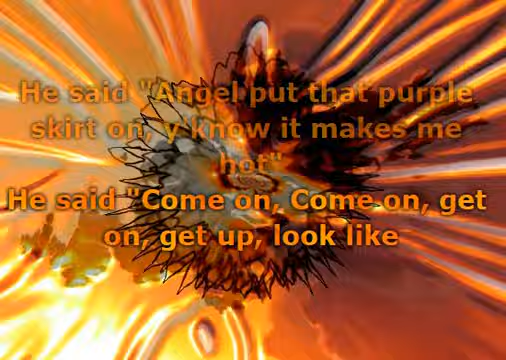 He said "Angel put that purple
skirt on, y'know it makes me
hot"
He said "Come on, Come on, get
on, get up, look like